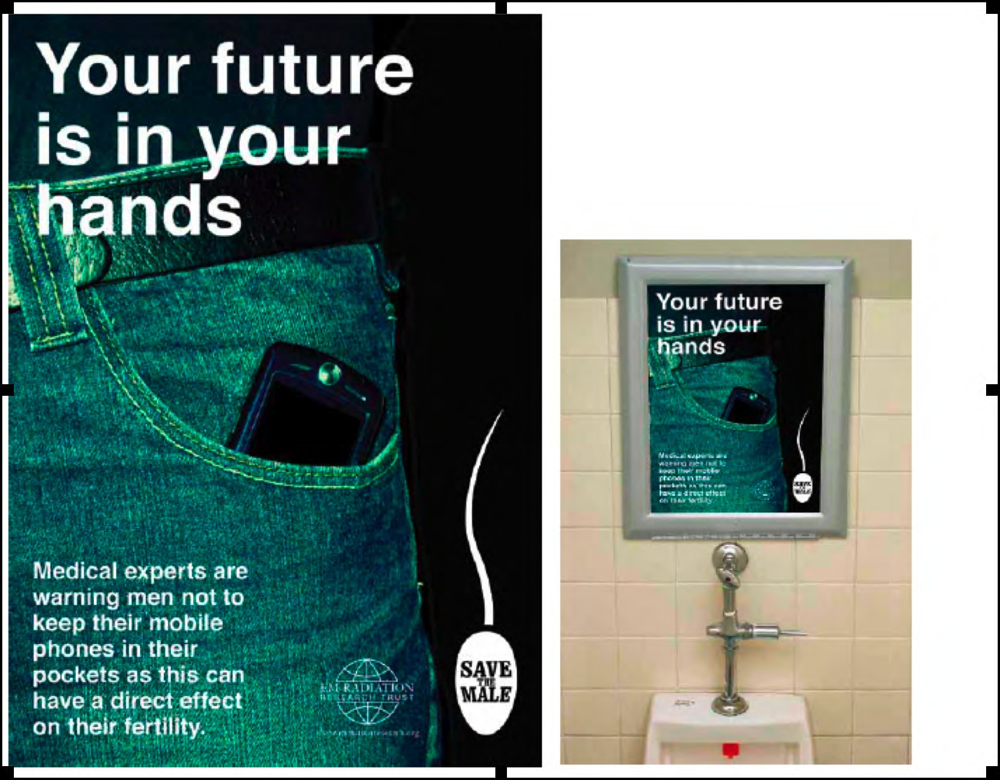 Your future
is in your
hands
Medical experts are
warning men not to
keep their mobile
phones in their
pockets as this can
have a direct effect
on their fertility.
EM RADIATION
RESEARCH TRUST
SAVE
THE
MALE
Your future
is in your
hands
Medical experts are
warning men not to
keep their mobile
phones in their
pockets as this can
have a direct effect
on their fertility.
SAVE
THE
MALE